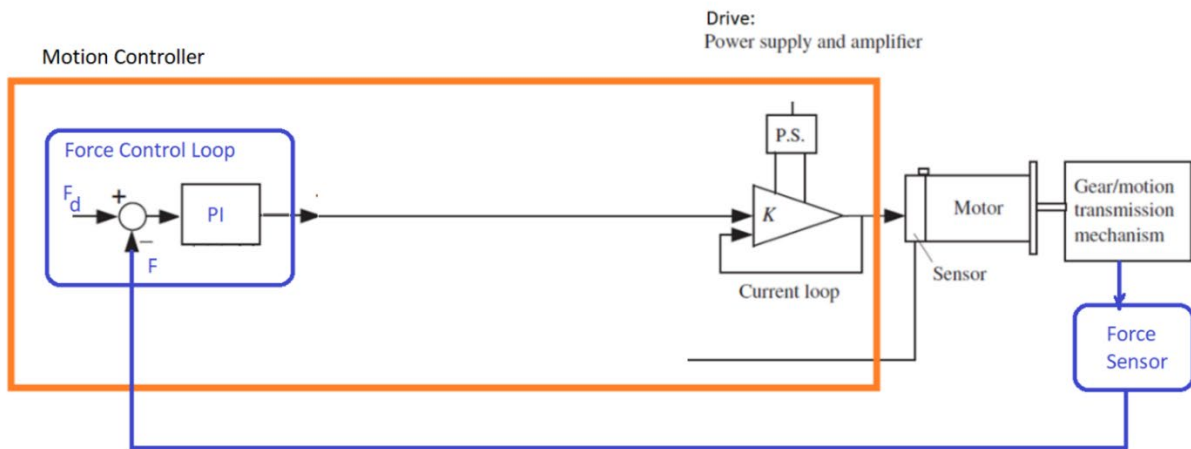 Drive:
Power supply and amplifier
Motion Controller
Force Control Loop
P.S.
F_d
+
PI
−
F
K
Current loop
Motor
Sensor
Gear/motion
transmission
mechanism
Force
Sensor